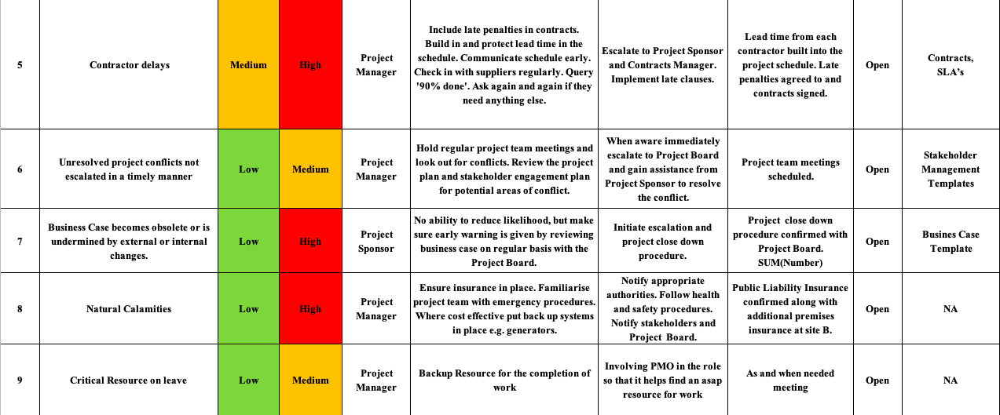 5
Contractor delays
Medium
High
Project
Manager
Include late penalties in contracts.
Build in and protect lead time in the
schedule. Communicate schedule early.
Check in with suppliers regularly. Query
'90% done'. Ask again and again if they
need anything else.
Escalate to Project Sponsor
and Contracts Manager.
Implement late clauses.
Lead time from each
contractor built into the
project schedule. Late
penalties agreed to and
contracts signed.
Open
Contracts,
SLA’s
6
Unresolved project conflicts not
escalated in a timely manner
Low
Medium
Project
Manager
Hold regular project team meetings and
look out for conflicts. Review the project
plan and stakeholder engagement plan
for potential areas of conflict.
When aware immediately
escalate to Project Board
and gain assistance from
Project Sponsor to resolve
the conflict.
Project team meetings
scheduled.
Open
Stakeholder
Management
Templates
7
Business Case becomes obsolete or is
undermined by external or internal
changes.
Low
High
Project
Sponsor
No ability to reduce likelihood, but make
sure early warning is given by reviewing
business case on regular basis with the
Project Board.
Initiate escalation and
project close down
procedure.
Project close down
procedure confirmed with
Project Board.
SUM(Number)
Open
Busines Case
Template
8
Natural Calamities
Low
High
Project
Manager
Ensure insurance in place. Familiarise
project team with emergency procedures.
Where cost effective put back up systems
in place e.g. generators.
Notify appropriate
authorities. Follow health
and safety procedures.
Notify stakeholders and
Project Board.
Public Liability Insurance
confirmed along with
additional premises
insurance at site B.
Open
NA
9
Critical Resource on leave
Low
Medium
Project
Manager
Backup Resource for the completion of
work
Involving PMO in the role
so that it helps find an asap
resource for work
As and when needed
meeting
Open
NA